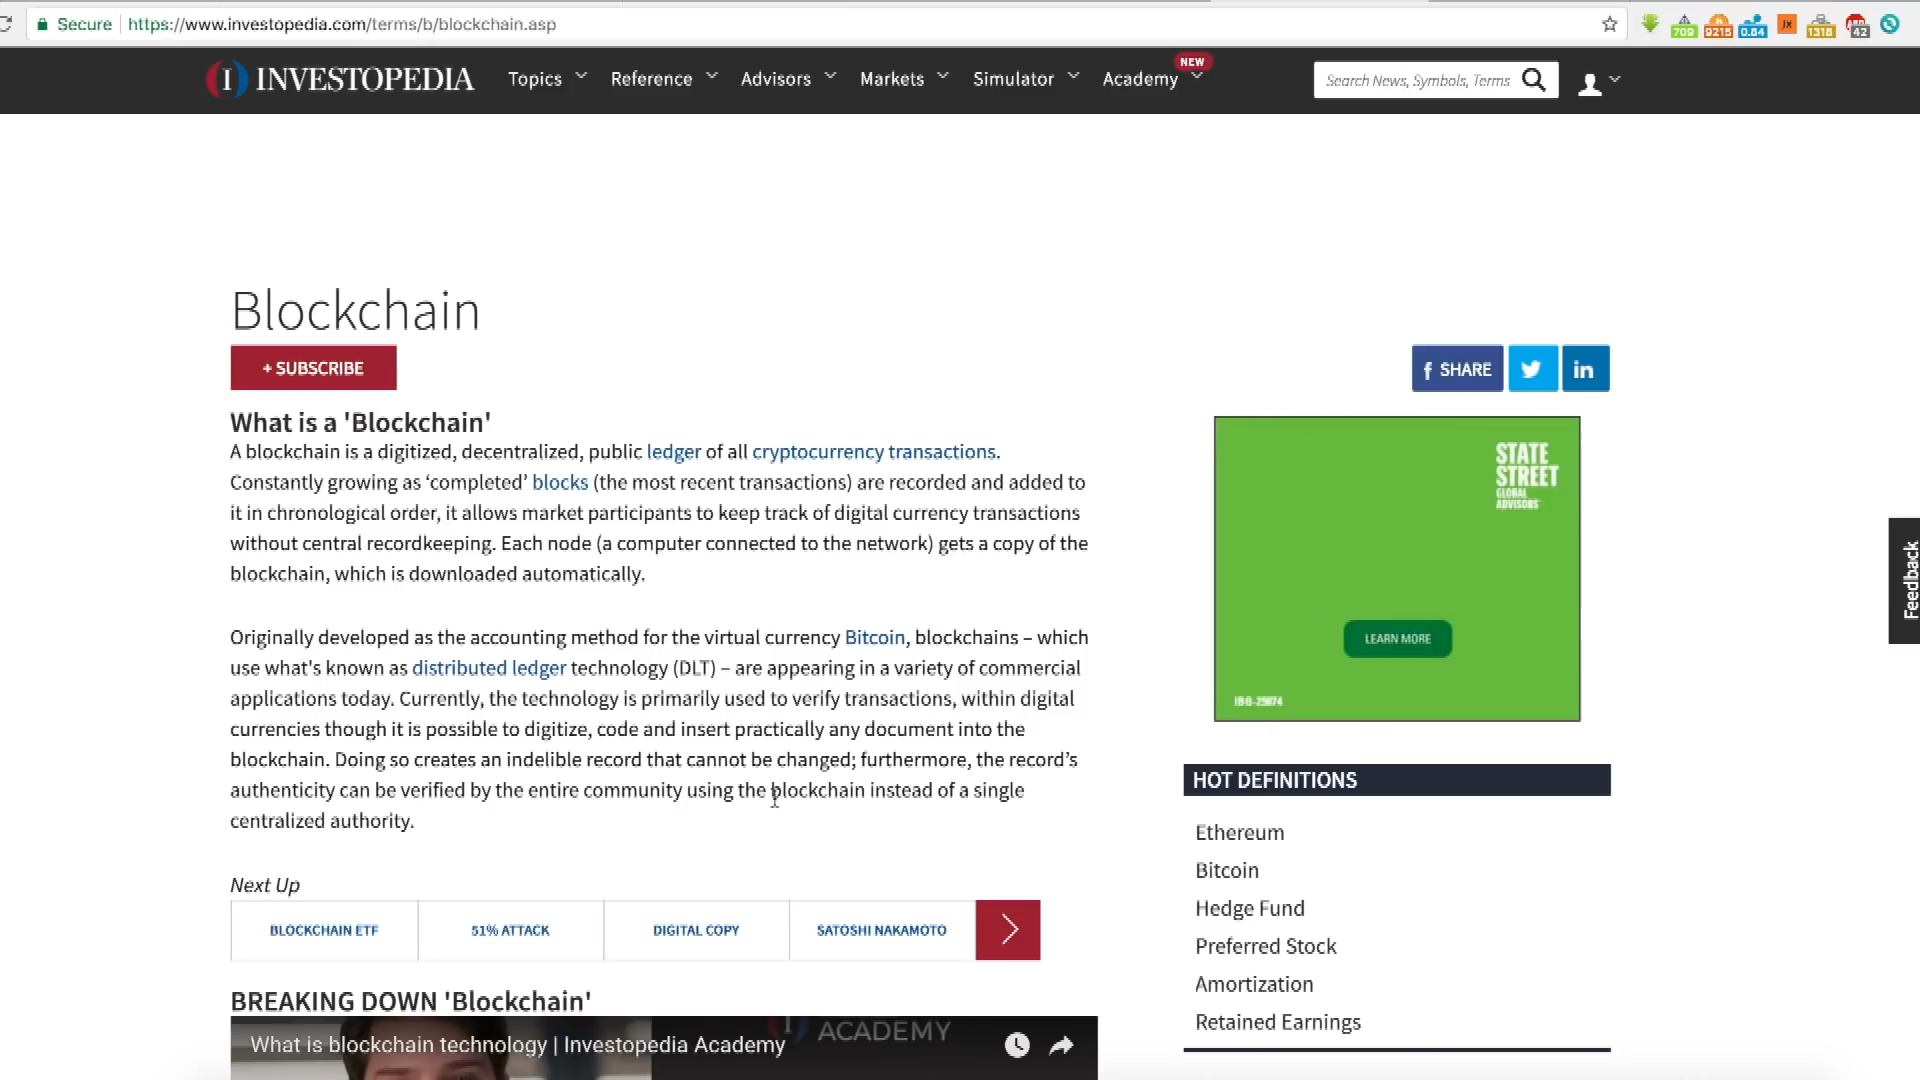 Secure
https://www.investopedia.com/terms/b/blockchain.asp
709
9215
0.84
JX
1318
42
INVESTOPEDIA
Topics
Reference
Advisors
Markets
Simulator
Academy
NEW
Search News, Symbols, Terms
Blockchain
+ SUBSCRIBE
f SHARE
in
What is a 'Blockchain'
A blockchain is a digitized, decentralized, public ledger of all cryptocurrency transactions.
Constantly growing as ‘completed’ blocks (the most recent transactions) are recorded and added to
it in chronological order, it allows market participants to keep track of digital currency transactions
without central recordkeeping. Each node (a computer connected to the network) gets a copy of the
blockchain, which is downloaded automatically.
Originally developed as the accounting method for the virtual currency Bitcoin, blockchains – which
use what's known as distributed ledger technology (DLT) – are appearing in a variety of commercial
applications today. Currently, the technology is primarily used to verify transactions, within digital
currencies though it is possible to digitize, code and insert practically any document into the
blockchain. Doing so creates an indelible record that cannot be changed; furthermore, the record’s
authenticity can be verified by the entire community using the blockchain instead of a single
centralized authority.
Next Up
BLOCKCHAIN ETF
51% ATTACK
DIGITAL COPY
SATOSHI NAKAMOTO
BREAKING DOWN 'Blockchain'
What is blockchain technology | Investopedia Academy
ACADEMY
STATE
STREET
GLOBAL
ADVISORS
LEARN MORE
IBG-25074
HOT DEFINITIONS
Ethereum
Bitcoin
Hedge Fund
Preferred Stock
Amortization
Retained Earnings
Feedback